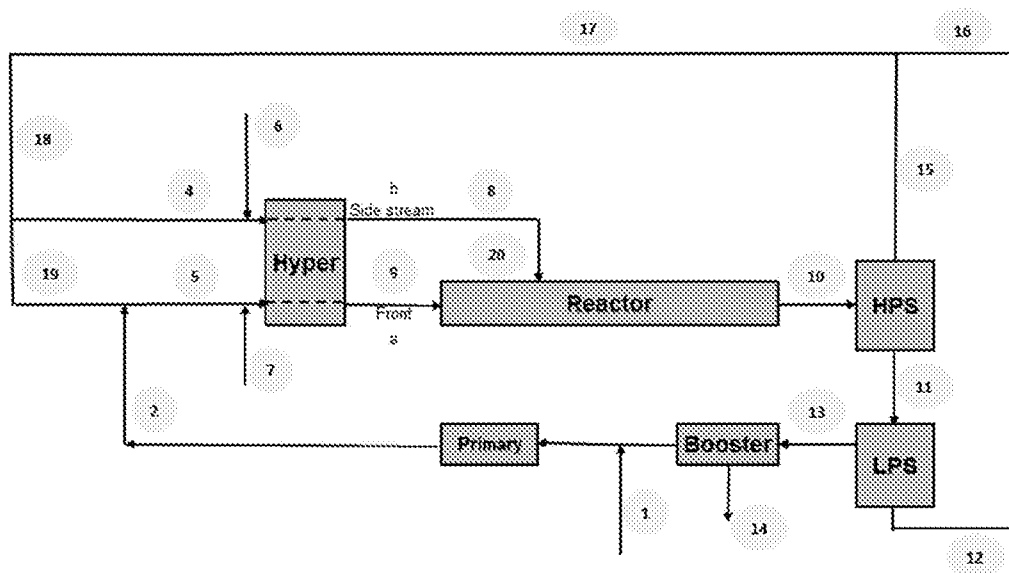 17
16
18
6
15
4
b
8
Side stream
Hyper
20
19
5
9
10
Reactor
HPS
Front
a
7
11
2
13
Primary
Booster
LPS
1
14
12